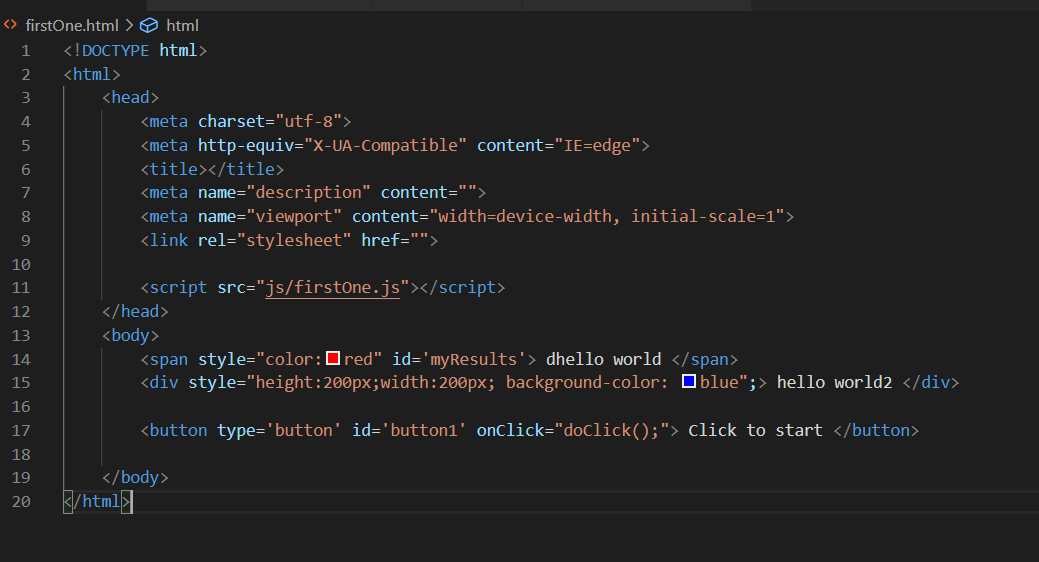 firstOne.html > html
1 <!DOCTYPE html>
2 <html>
3 <head>
4 <meta charset="utf-8">
5 <meta http-equiv="X-UA-Compatible" content="IE=edge">
6 <title></title>
7 <meta name="description" content="">
8 <meta name="viewport" content="width=device-width, initial-scale=1">
9 <link rel="stylesheet" href="">
10
11 <script src="js/firstOne.js"></script>
12 </head>
13 <body>
14 <span style="color:red" id='myResults'> dhello world </span>
15 <div style="height:200px;width:200px; background-color: blue";> hello world2 </div>
16
17 <button type='button' id='button1' onClick="doClick();"> Click to start </button>
18
19 </body>
20 </html>